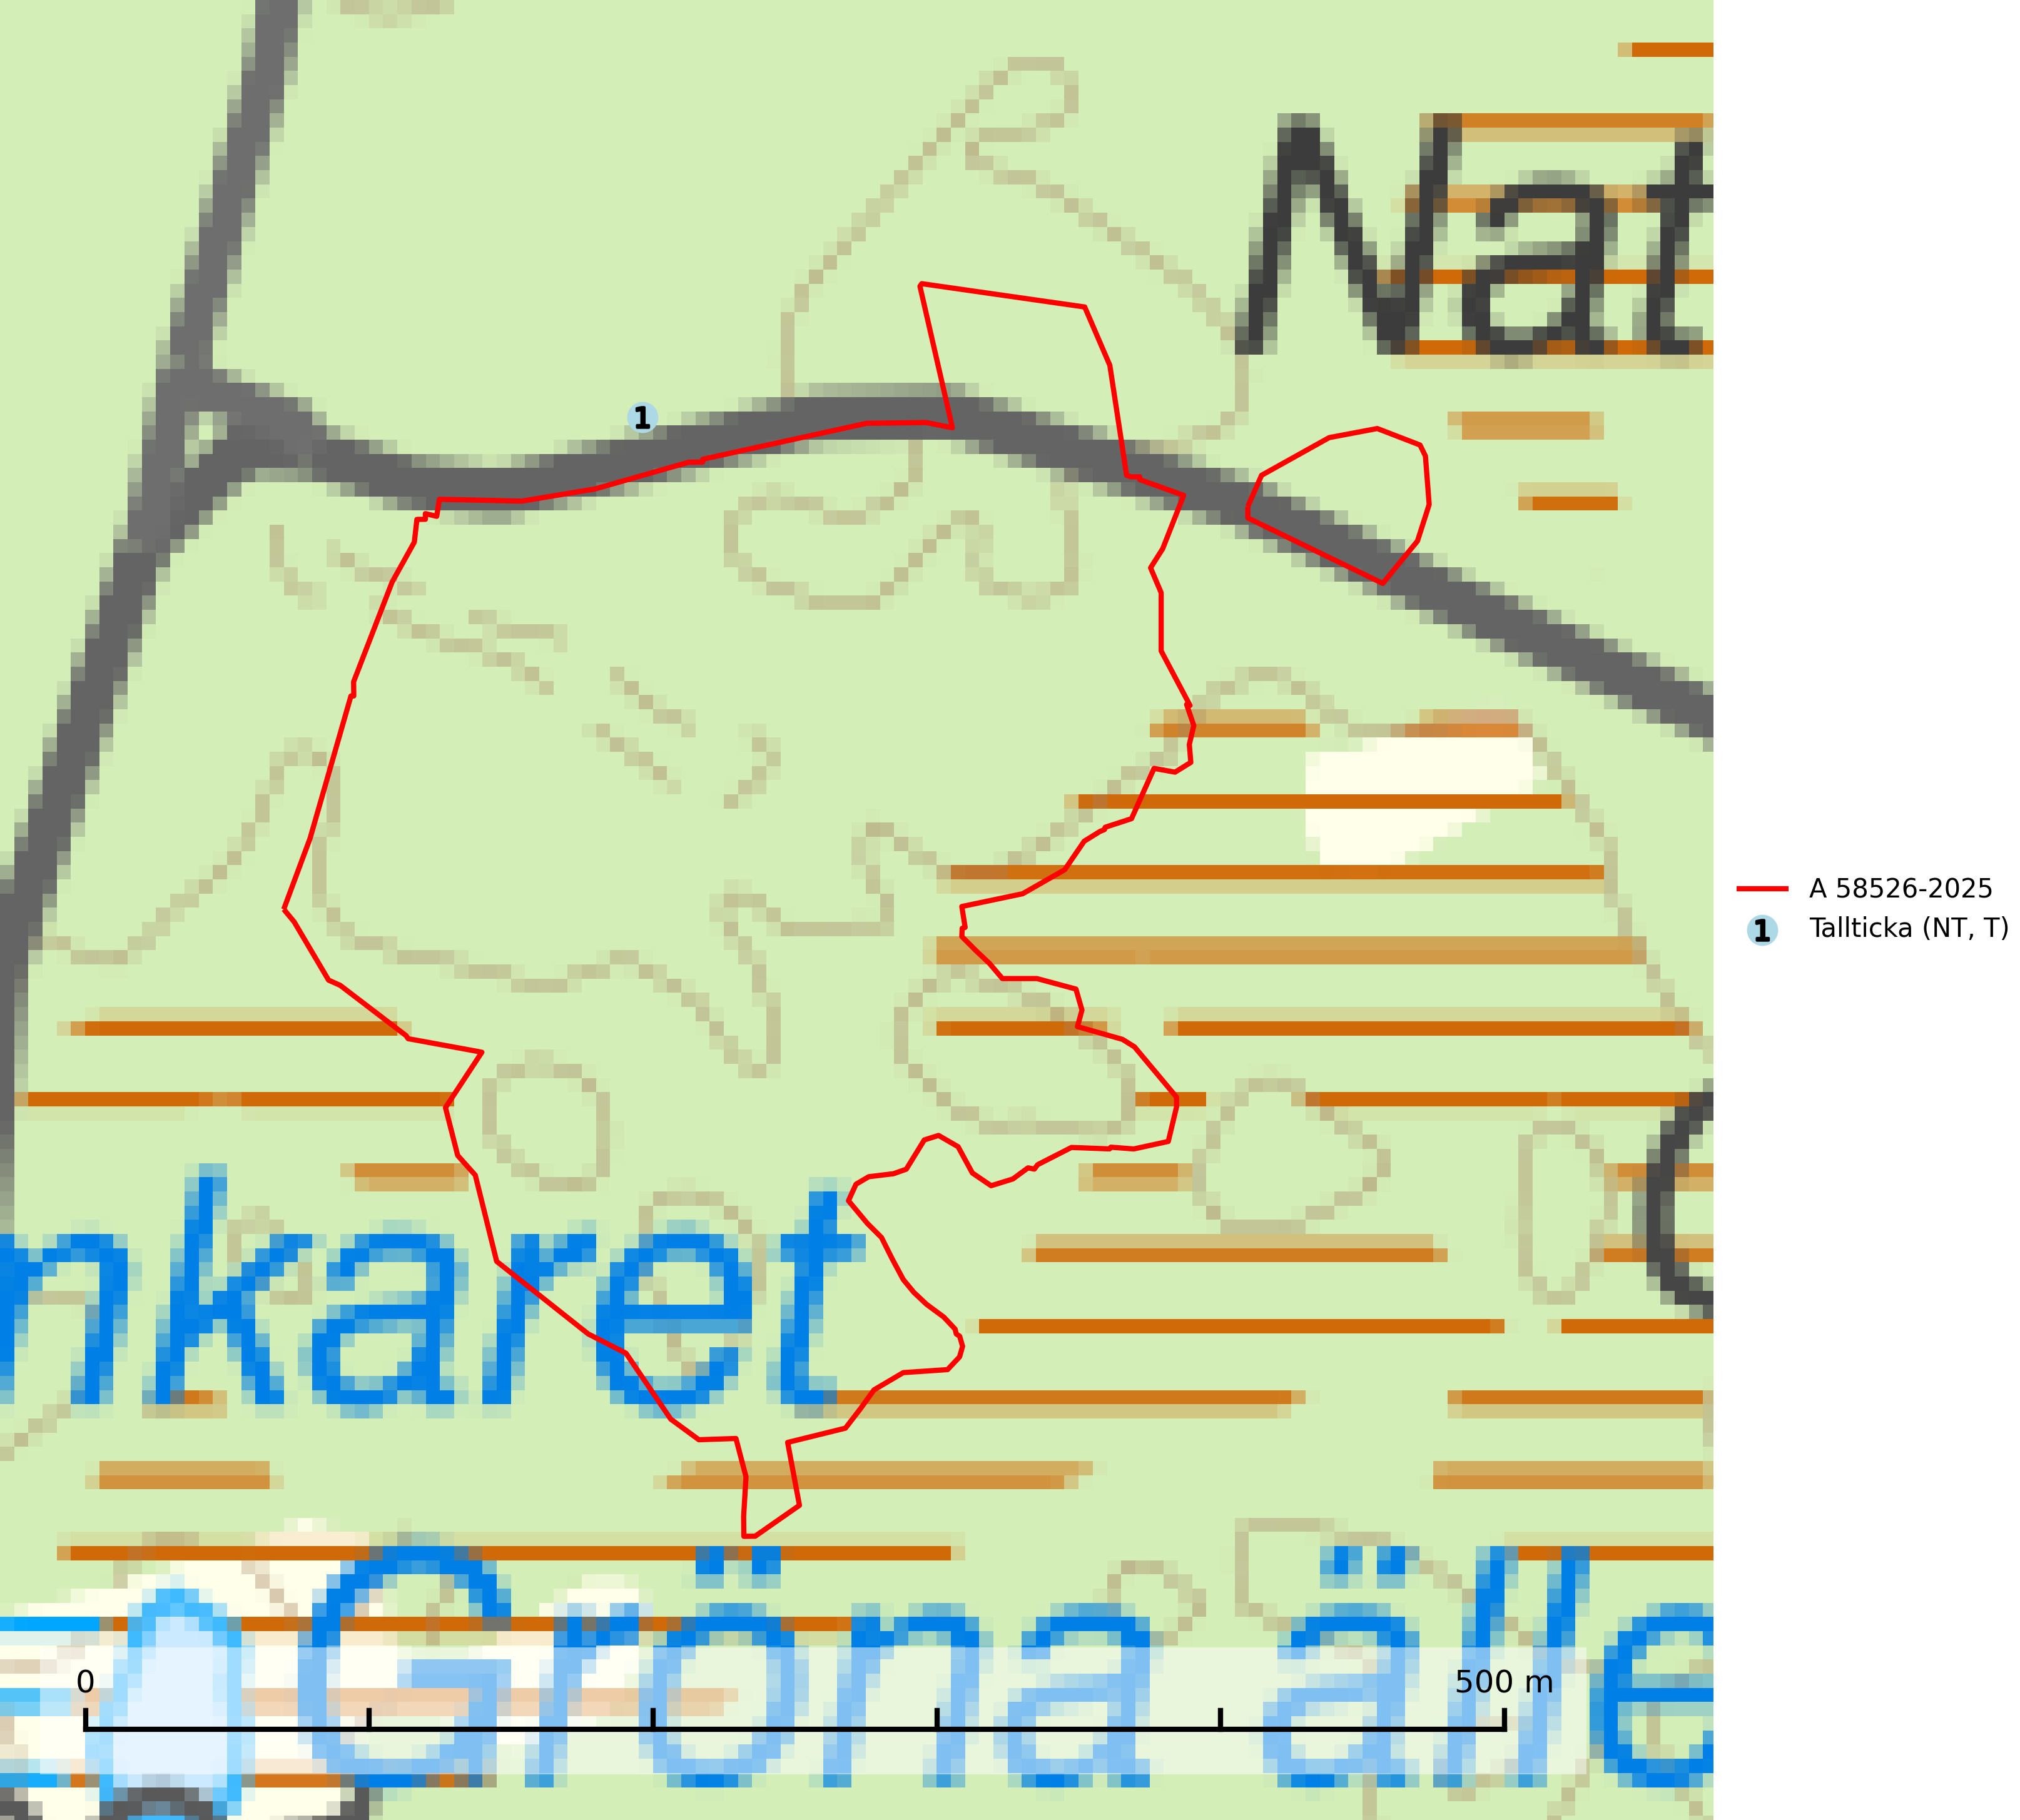 Nat
1
A 58526-2025
1 Tallticka (NT, T)
nkaret
Gröna älle
0 500 m